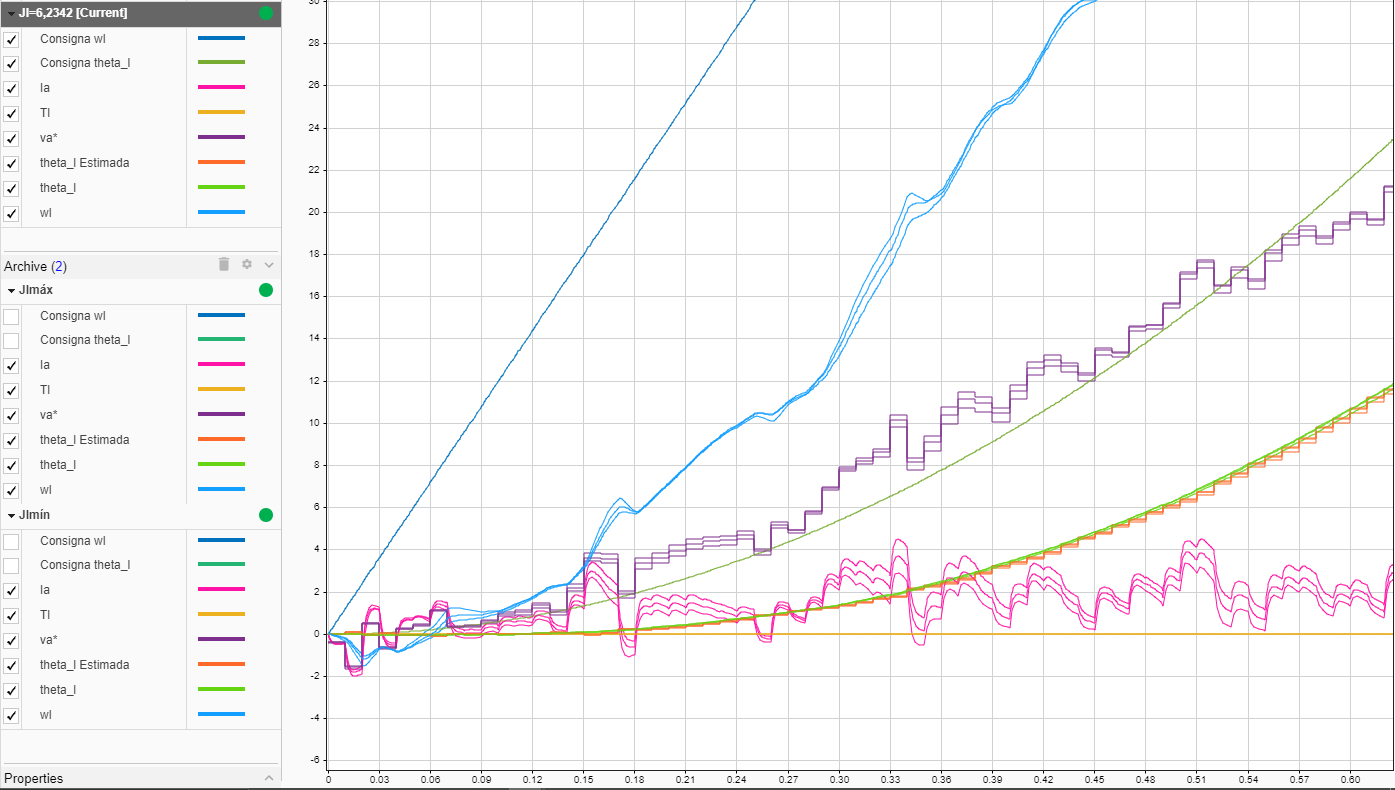 Jl=6,2342 [Current]
Consigna wl
Consigna theta_l
Ia
Tl
va*
theta_l Estimada
theta_l
wl
Archive (2)
Jlmáx
Consigna wl
Consigna theta_l
Ia
Tl
va*
theta_l Estimada
theta_l
wl
Jlmín
Consigna wl
Consigna theta_l
Ia
Tl
va*
theta_l Estimada
theta_l
wl
Properties
30
28
26
24
22
20
18
16
14
12
10
8
6
4
2
0
-2
-4
-6
0 0.03 0.06 0.09 0.12 0.15 0.18 0.21 0.24 0.27 0.30 0.33 0.36 0.39 0.42 0.45 0.48 0.51 0.54 0.57 0.60